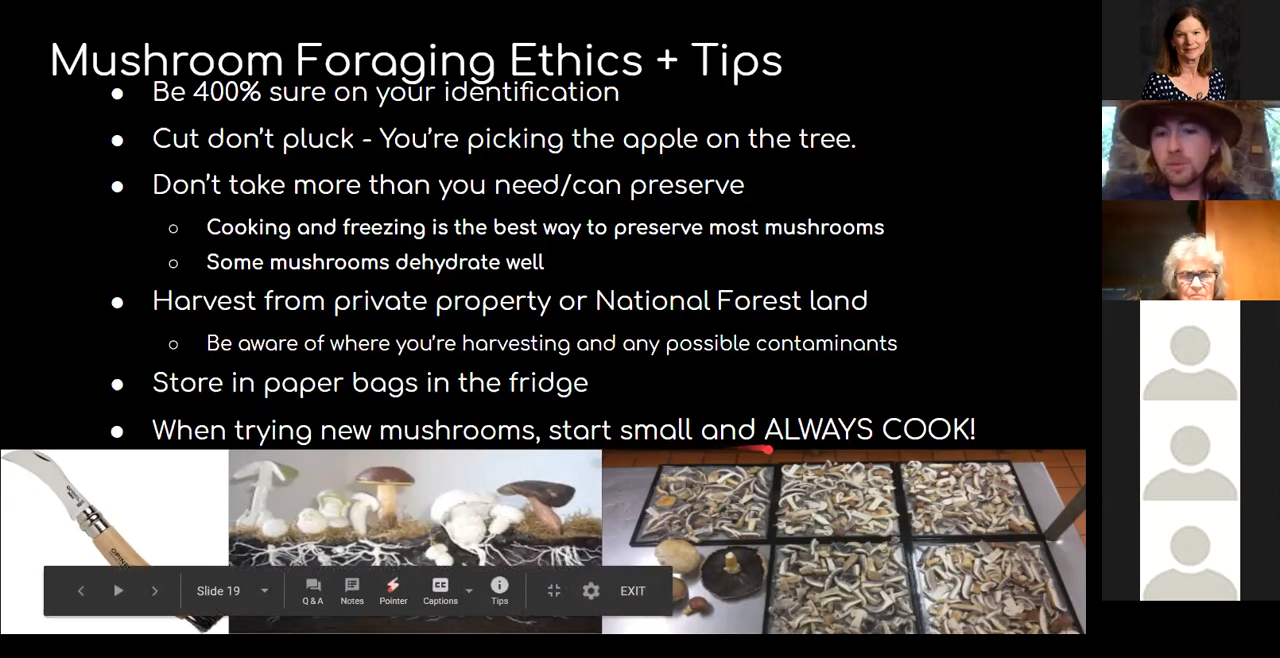 Mushroom Foraging Ethics + Tips
● Be 400% sure on your identification
● Cut don't pluck - You're picking the apple on the tree.
● Don't take more than you need/can preserve
○ Cooking and freezing is the best way to preserve most mushrooms
○ Some mushrooms dehydrate well
● Harvest from private property or National Forest land
○ Be aware of where you're harvesting and any possible contaminants
● Store in paper bags in the fridge
● When trying new mushrooms, start small and ALWAYS COOK!
OPINEL
Slide 19
Q & A
Notes
Pointer
CC
Captions
Tips
EXIT